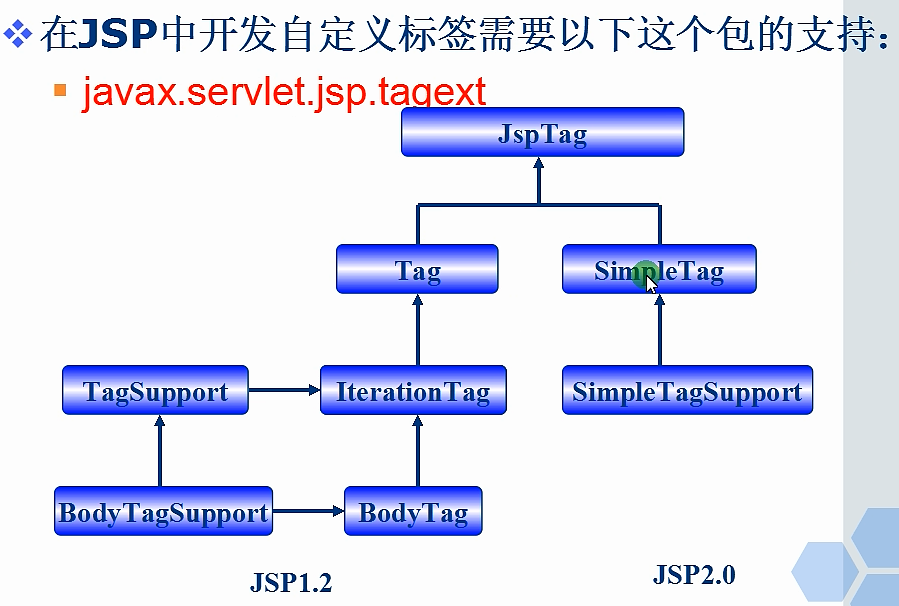 在JSP中开发自定义标签需要以下这个包的支持：
javax.servlet.jsp.tagext
JspTag
Tag
SimpleTag
TagSupport
IterationTag
SimpleTagSupport
BodyTagSupport
BodyTag
JSP1.2
JSP2.0